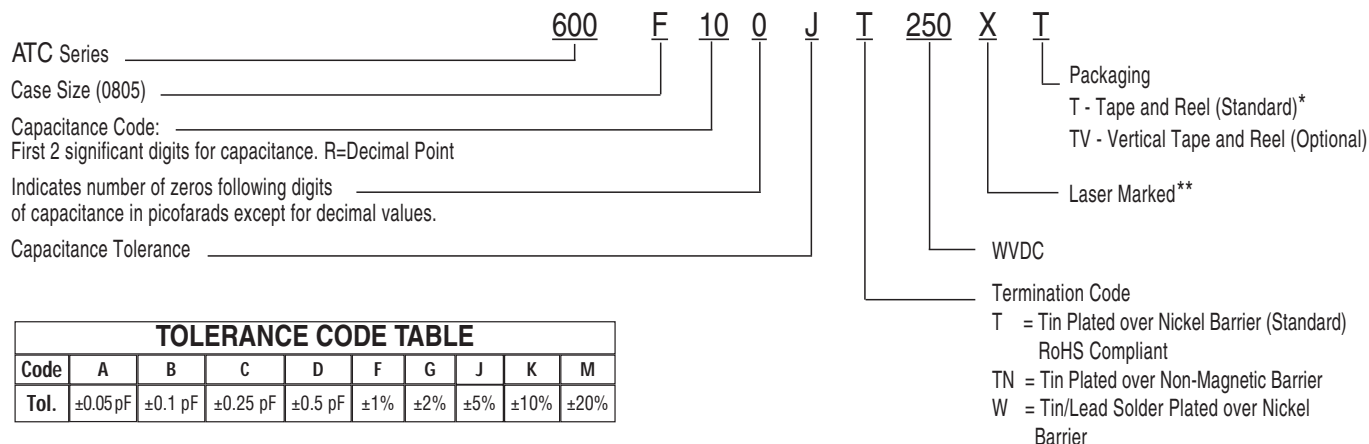 600 F 10 0 J T 250 X T
ATC Series
Case Size (0805)
Capacitance Code:
First 2 significant digits for capacitance. R=Decimal Point
Indicates number of zeros following digits
of capacitance in picofarads except for decimal values.
Capacitance Tolerance
Packaging
T - Tape and Reel (Standard)*
TV - Vertical Tape and Reel (Optional)
Laser Marked**
WVDC
Termination Code
T = Tin Plated over Nickel Barrier (Standard)
RoHS Compliant
TN = Tin Plated over Non-Magnetic Barrier
W = Tin/Lead Solder Plated over Nickel
Barrier
TOLERANCE CODE TABLE
Code A B C D F G J K M
Tol. ±0.05 pF ±0.1 pF ±0.25 pF ±0.5 pF ±1% ±2% ±5% ±10% ±20%